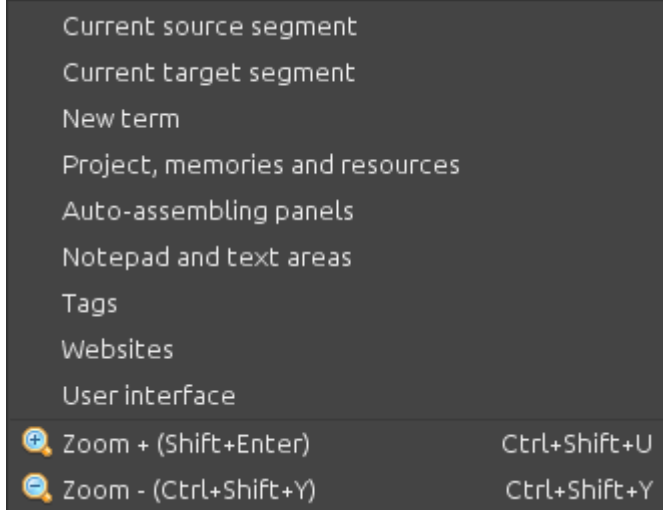 Current source segment
Current target segment
New term
Project, memories and resources
Auto-assembling panels
Notepad and text areas
Tags
Websites
User interface
Zoom + (Shift+Enter) Ctrl+Shift+U
Zoom - (Ctrl+Shift+Y) Ctrl+Shift+Y